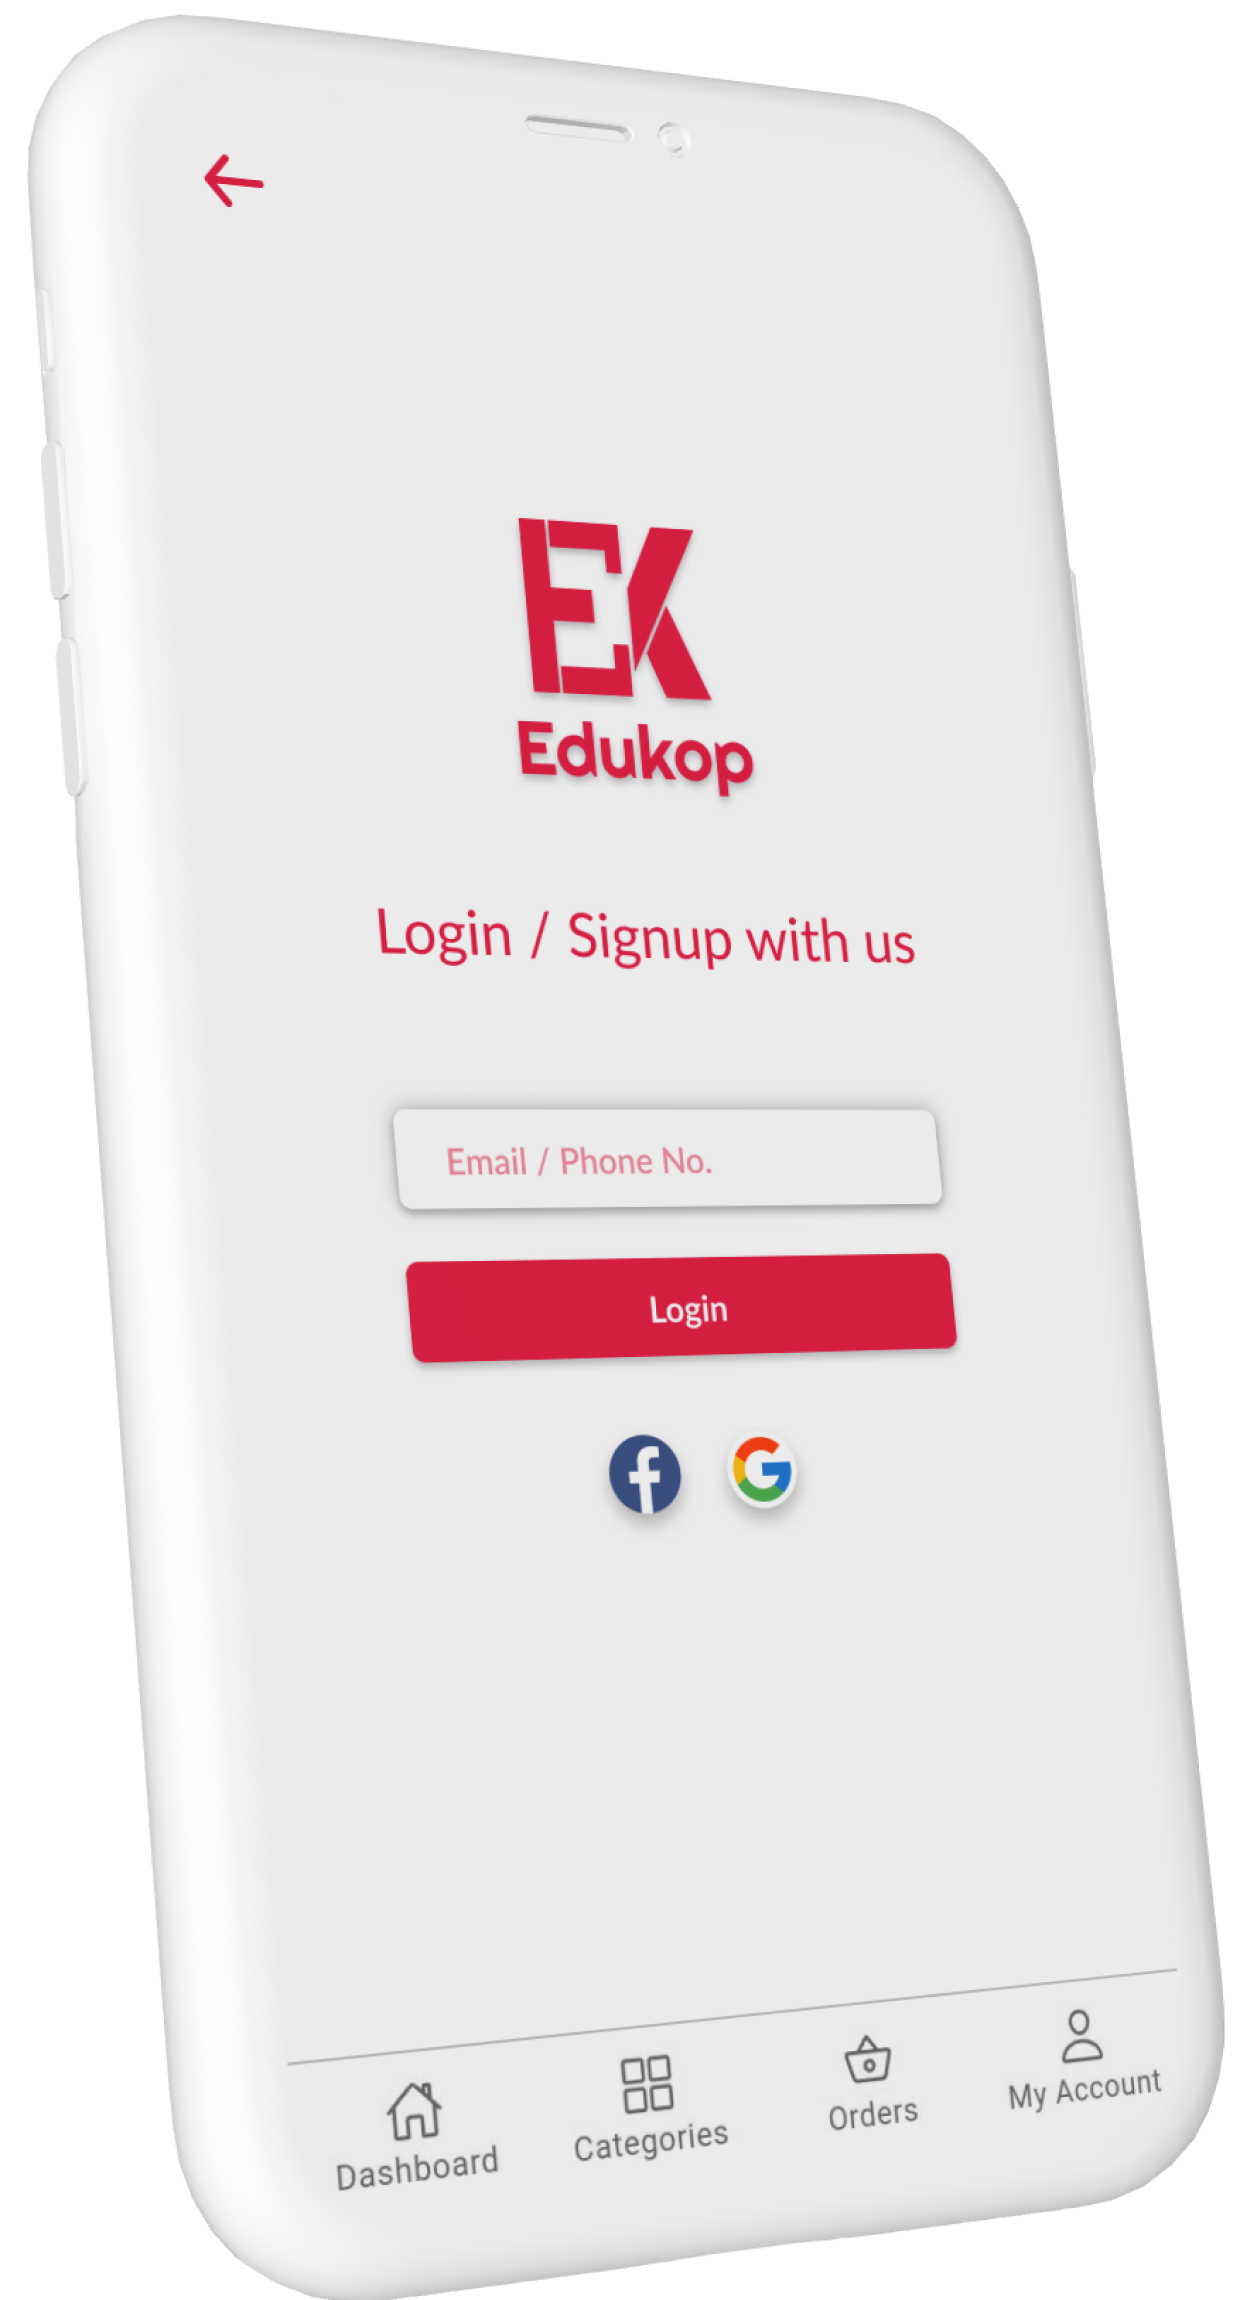 EK
Edukop
Login / Signup with us
Email / Phone No.
Login
Dashboard
Categories
Orders
My Account